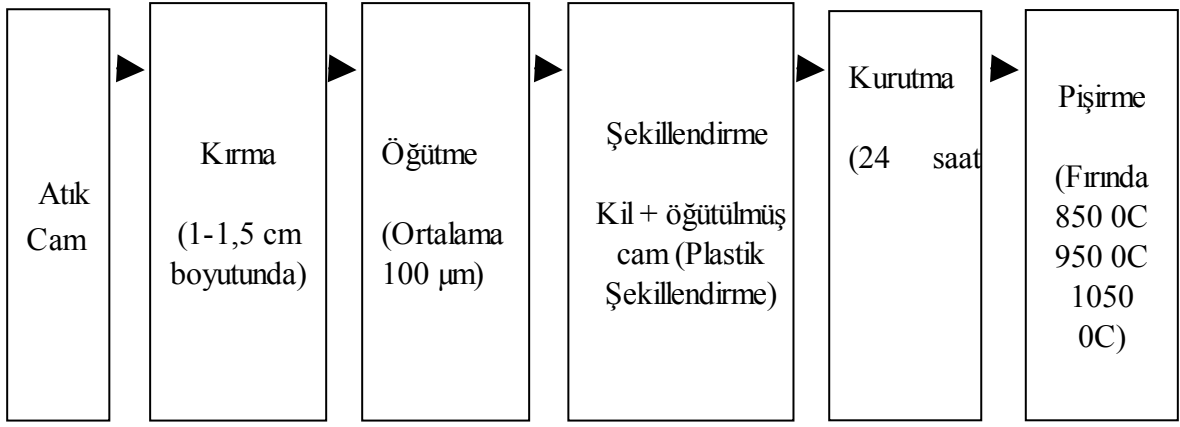 Atık
Cam
Kırma
(1-1,5 cm
boyutunda)
Öğütme
(Ortalama
100 μm)
Şekillendirme
Kil + öğütülmüş
cam (Plastik
Şekillendirme)
Kurutma
(24 saat
Pişirme
(Fırında
850 0C
950 0C
1050
0C)